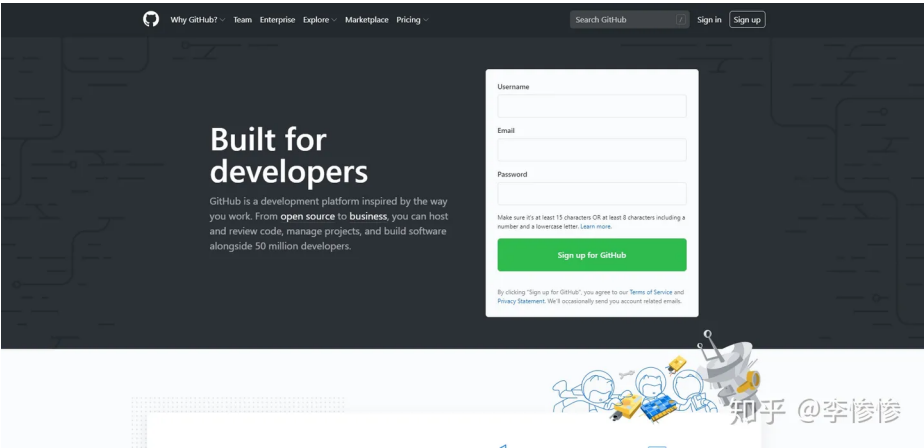 Why GitHub? Team Enterprise Explore Marketplace Pricing Search GitHub / Sign in Sign up
Built for
developers
GitHub is a development platform inspired by the way
you work. From open source to business, you can host
and review code, manage projects, and build software
alongside 50 million developers.
Username
Email
Password
Make sure it's at least 15 characters OR at least 8 characters including a
number and a lowercase letter. Learn more.
Sign up for GitHub
By clicking "Sign up for GitHub", you agree to our Terms of Service and
Privacy Statement. We'll occasionally send you account related emails.
知乎 @李惨惨